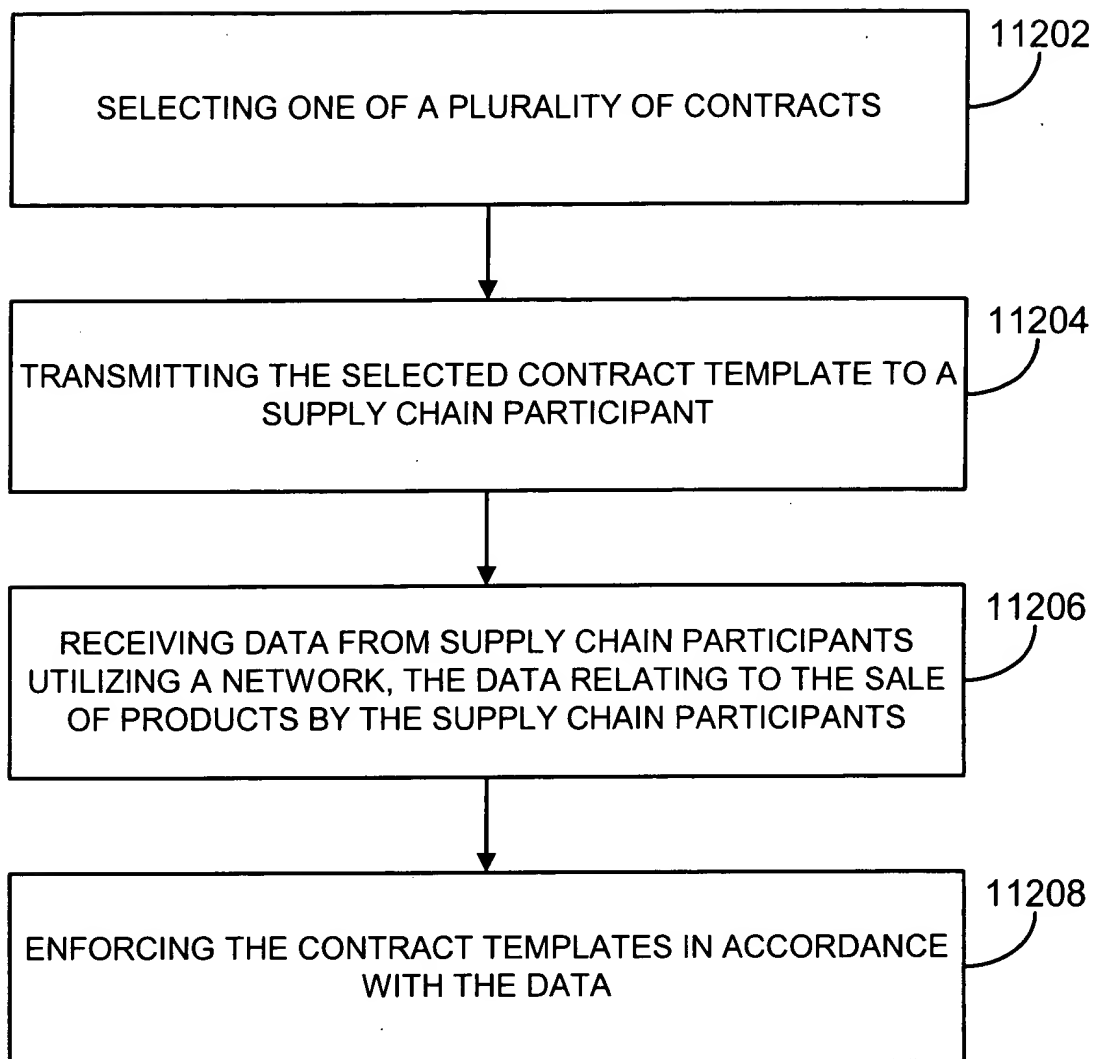 11202
SELECTING ONE OF A PLURALITY OF CONTRACTS
11204
TRANSMITTING THE SELECTED CONTRACT TEMPLATE TO A
SUPPLY CHAIN PARTICIPANT
11206
RECEIVING DATA FROM SUPPLY CHAIN PARTICIPANTS
UTILIZING A NETWORK, THE DATA RELATING TO THE SALE
OF PRODUCTS BY THE SUPPLY CHAIN PARTICIPANTS
11208
ENFORCING THE CONTRACT TEMPLATES IN ACCORDANCE
WITH THE DATA